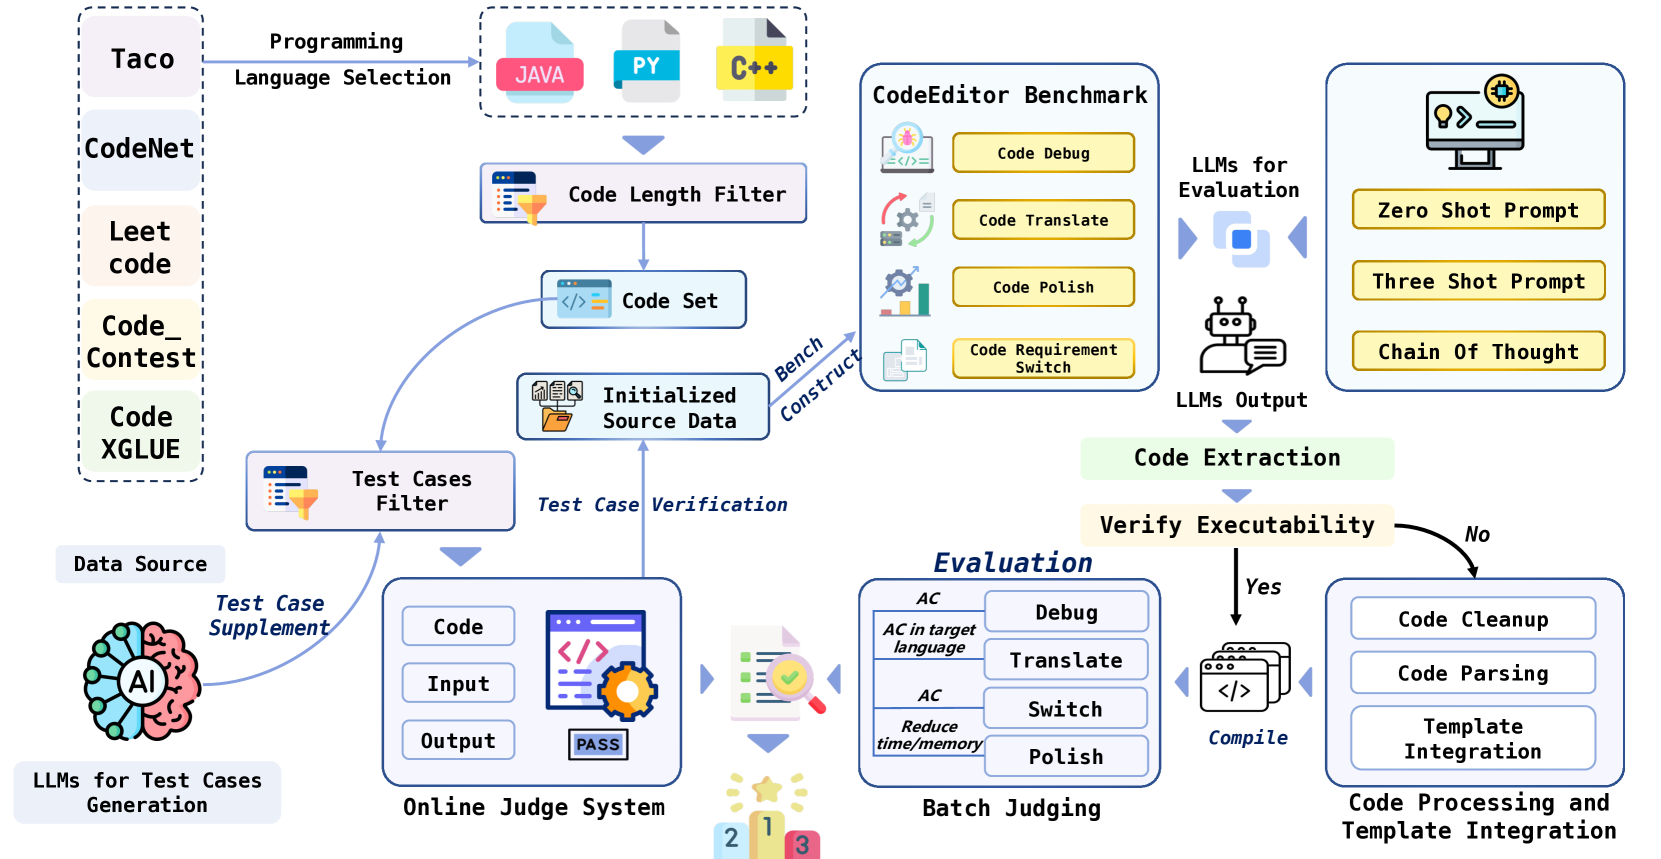 Taco
CodeNet
Leet
code
Code_
Contest
Code
XGLUE
Data Source
Programming
Language Selection
JAVA
PY
C++
Code Length Filter
</>
Code Set
Initialized
Source Data
Bench
Construct
Test Cases
Filter
Test Case Verification
Test Case
Supplement
AI
LLMs for Test Cases
Generation
Code
Input
Output
</>
PASS
Online Judge System
CodeEditor Benchmark
</>
Code Debug
Code Translate
Code Polish
Code Requirement
Switch
LLMs for
Evaluation
Zero Shot Prompt
Three Shot Prompt
Chain Of Thought
LLMs Output
Code Extraction
Verify Executability
No
Yes
Code Cleanup
Code Parsing
Template
Integration
Code Processing and
Template Integration
</>
Compile
Evaluation
AC
Debug
AC in target
language
Translate
AC
Switch
Reduce
time/memory
Polish
Batch Judging
2
1
3